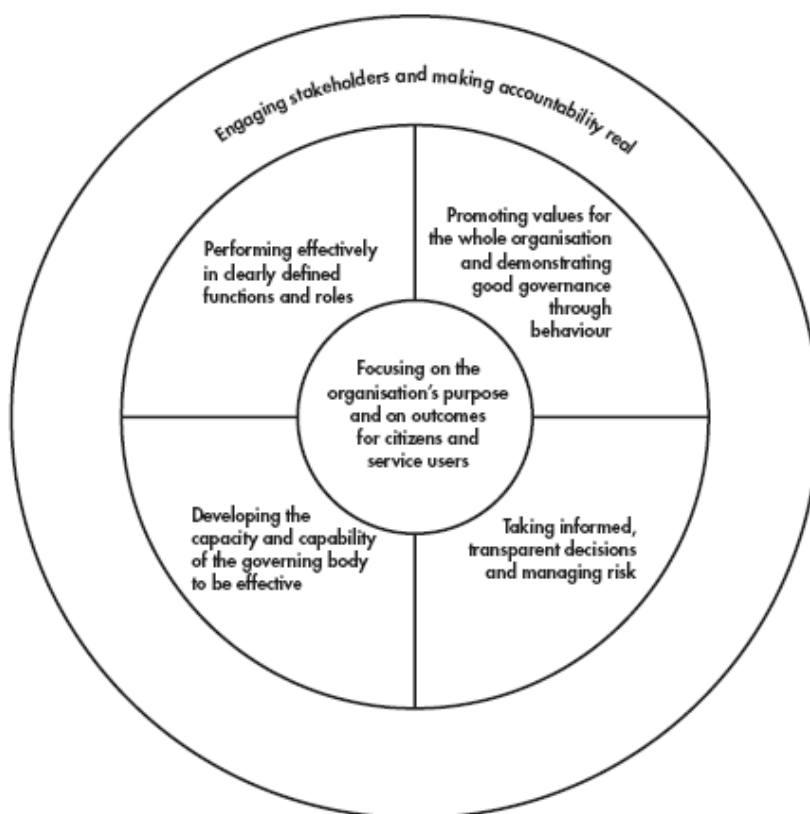 Engaging stakeholders and making accountability real
Performing effectively
in clearly defined
functions and roles
Promoting values for
the whole organisation
and demonstrating
good governance
through
behaviour
Focusing on the
organisation's purpose
and on outcomes
for citizens and
service users
Developing the
capacity and capability
of the governing body
to be effective
Taking informed,
transparent decisions
and managing risk